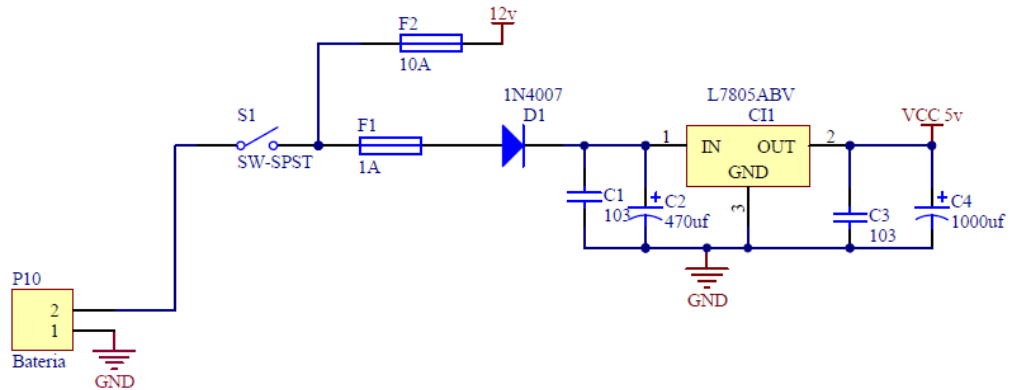 F2
12v
10A
S1
SW-SPST
F1
1A
1N4007
D1
L7805ABV
CI1
1
IN
OUT
GND
2
3
VCC 5v
C1
103
C2
470uf
C3
103
C4
1000uf
GND
P10
2
1
Bateria
GND